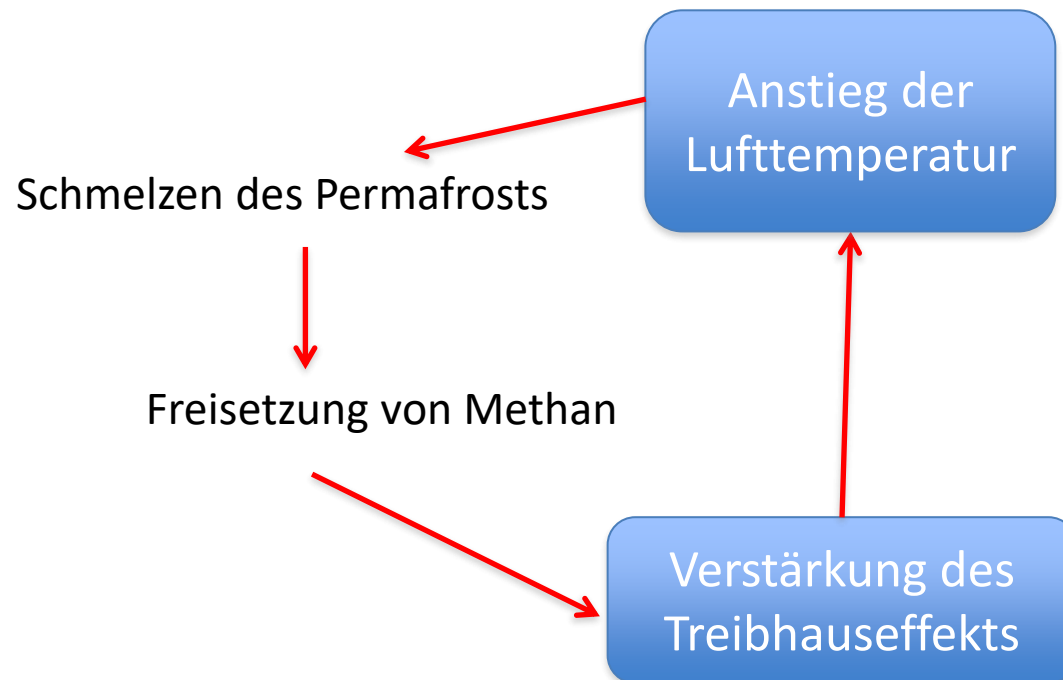 Anstieg der
Lufttemperatur
Schmelzen des Permafrosts
Freisetzung von Methan
Verstärkung des
Treibhauseffekts